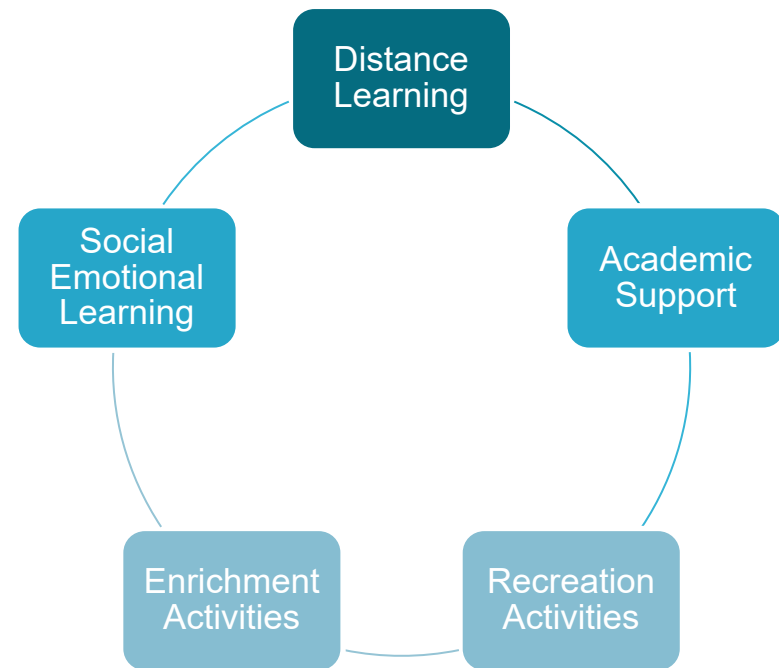 Distance
Learning
Academic
Support
Recreation
Activities
Enrichment
Activities
Social
Emotional
Learning